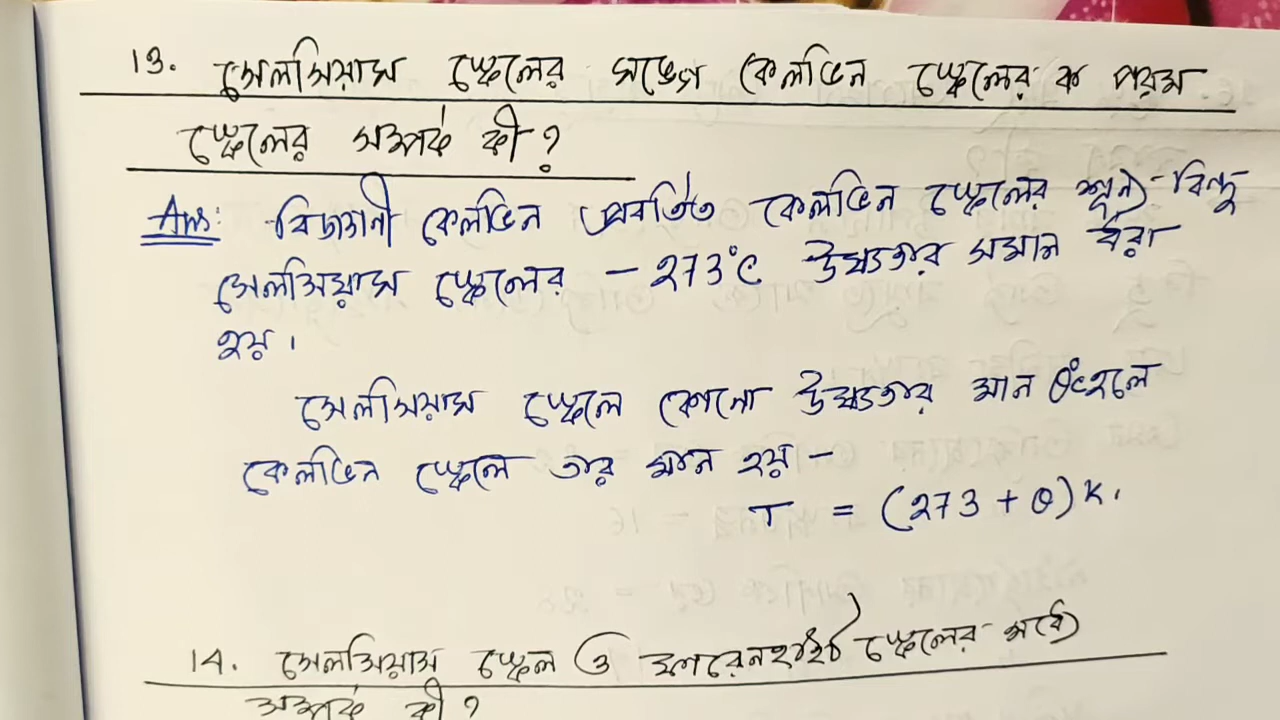 13. সেলসিয়াস স্কেলের সঙ্গে কেলভিন স্কেলের বা পরম
স্কেলের সম্পর্ক কী?
Ans: বিজ্ঞানী কেলভিন প্রবর্তিত কেলভিন স্কেলের শূন্য বিন্দু
সেলসিয়াস স্কেলের - 273°C উষ্ণতার সমান ধরা
হয়।
সেলসিয়াস স্কেলে কোনো উষ্ণতার মান θ°C হলে
কেলভিন স্কেলে তার মান হয় -
T = (273 + θ) K.
14. সেলসিয়াস স্কেল ও ফারেনহাইট স্কেলের মধ্যে
সম্পর্ক কী?